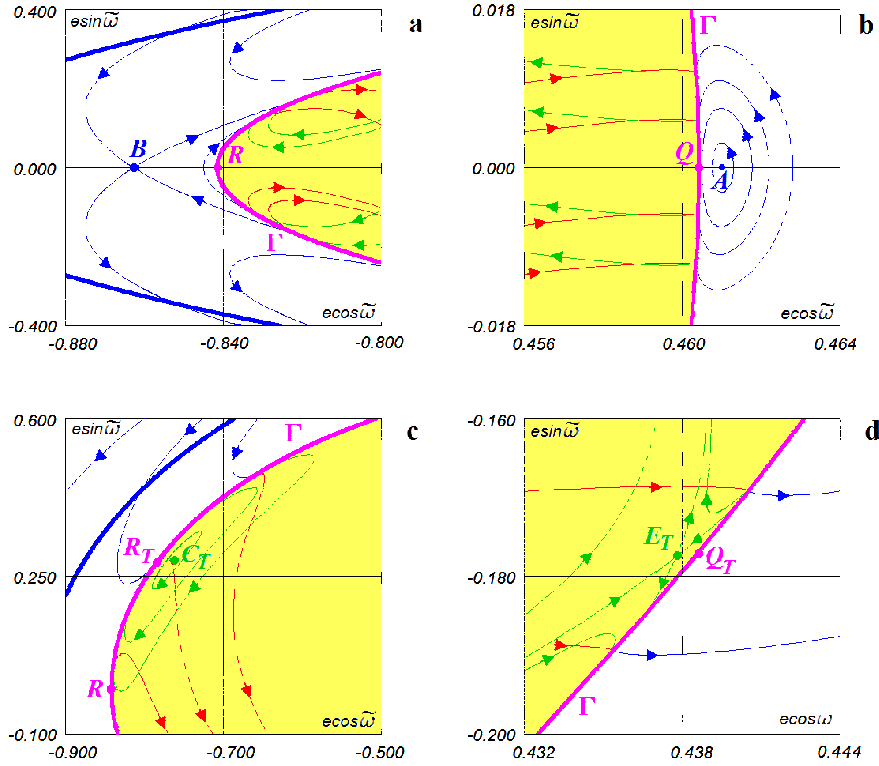 0.400 esinω̃ a
B
R
0.000
Γ
-0.400 ecosω̃
-0.880 -0.840 -0.800
0.018 esinω̃ Γ b
Q
0.000
A
-0.018 ecosω̃
0.456 0.460 0.464
0.600 esinω̃ Γ c
R_T C_T
0.250
R
-0.100 ecosω̃
-0.900 -0.700 -0.500
-0.160 esinω̃ d
E_T Q_T
-0.180
Γ
-0.200 ecosω
0.432 0.438 0.444